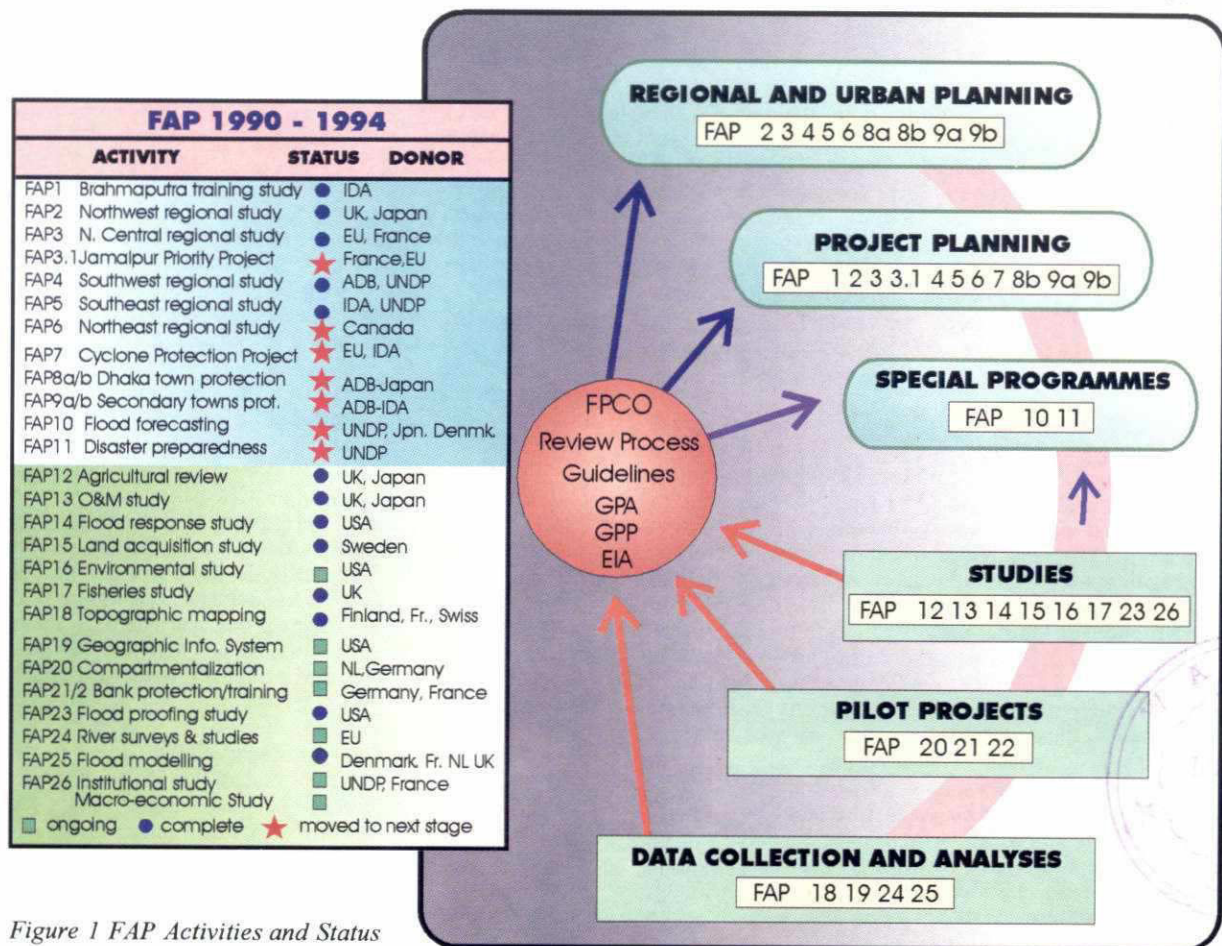 FAP 1990 - 1994
ACTIVITY STATUS DONOR
FAP1 Brahmaputra training study ● IDA
FAP2 Northwest regional study ● UK, Japan
FAP3 N. Central regional study ● EU, France
FAP3.1 Jamalpur Priority Project ★ France,EU
FAP4 Southwest regional study ● ADB, UNDP
FAP5 Southeast regional study ● IDA, UNDP
FAP6 Northeast regional study ★ Canada
FAP7 Cyclone Protection Project ★ EU, IDA
FAP8a/b Dhaka town protection ★ ADB-Japan
FAP9a/b Secondary towns prot. ★ ADB-IDA
FAP10 Flood forecasting ★ UNDP, Jpn. Denmk.
FAP11 Disaster preparedness ★ UNDP
FAP12 Agricultural review ● UK, Japan
FAP13 O&M study ● UK, Japan
FAP14 Flood response study ● USA
FAP15 Land acquisition study ● Sweden
FAP16 Environmental study ■ USA
FAP17 Fisheries study ● UK
FAP18 Topographic mapping ● Finland, Fr., Swiss
FAP19 Geographic Info. System ■ USA
FAP20 Compartmentalization ■ NL,Germany
FAP21/2 Bank protection/training ■ Germany, France
FAP23 Flood proofing study ● USA
FAP24 River surveys & studies ■ EU
FAP25 Flood modelling ● Denmark. Fr. NL UK
FAP26 Institutional study ■ UNDP, France
Macro-economic Study ■
■ ongoing ● complete ★ moved to next stage
REGIONAL AND URBAN PLANNING
FAP 2 3 4 5 6 8a 8b 9a 9b
PROJECT PLANNING
FAP 1 2 3 3.1 4 5 6 7 8b 9a 9b
SPECIAL PROGRAMMES
FAP 10 11
FPCO
Review Process
Guidelines
GPA
GPP
EIA
STUDIES
FAP 12 13 14 15 16 17 23 26
PILOT PROJECTS
FAP 20 21 22
DATA COLLECTION AND ANALYSES
FAP 18 19 24 25
Figure 1 FAP Activities and Status